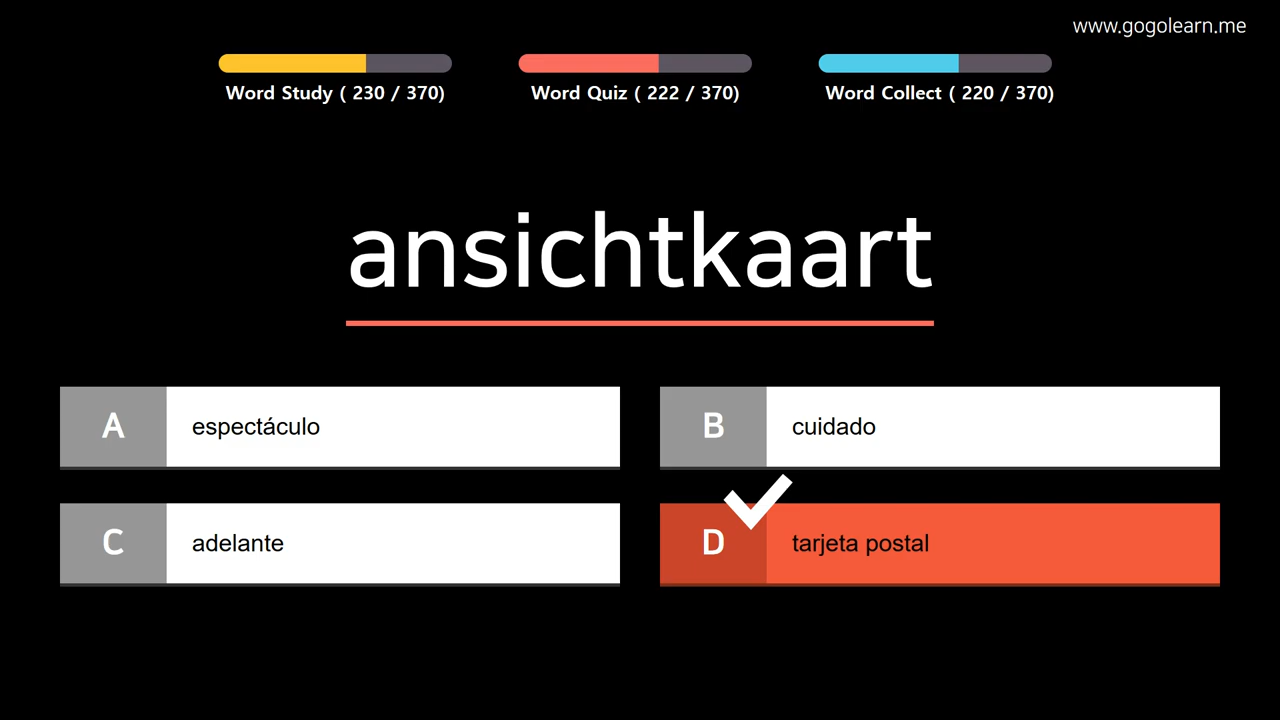 www.gogolearn.me
Word Study ( 230 / 370)
Word Quiz ( 222 / 370)
Word Collect ( 220 / 370)
ansichtkaart
A espectáculo
B cuidado
C adelante
D tarjeta postal